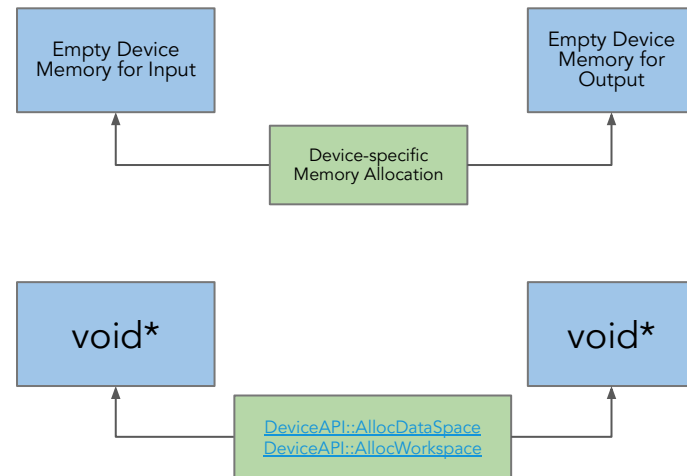 Empty Device
Memory for Input
Empty Device
Memory for
Output
Device-specific
Memory Allocation
void*
void*
DeviceAPI::AllocDataSpace
DeviceAPI::AllocWorkspace